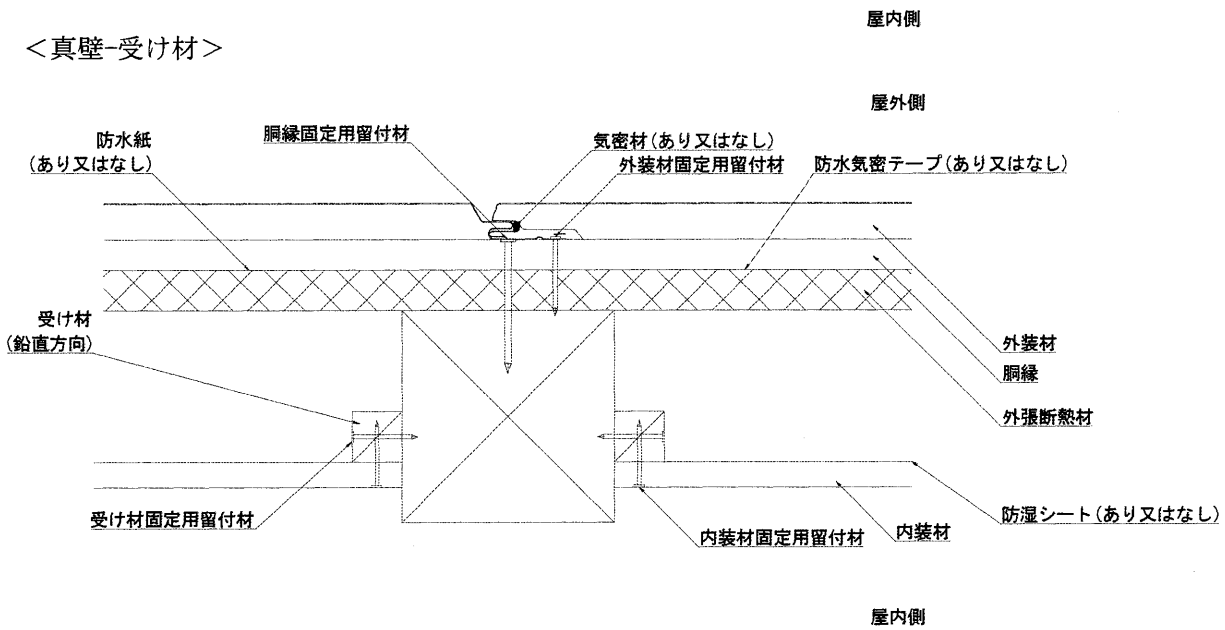 屋内側
＜真壁-受け材＞
屋外側
胴縁固定用留付材
気密材(あり又はなし)
防水紙
(あり又はなし)
外装材固定用留付材
防水気密テープ(あり又はなし)
受け材
(鉛直方向)
外装材
胴縁
外張断熱材
受け材固定用留付材
内装材固定用留付材
内装材
防湿シート(あり又はなし)
屋内側